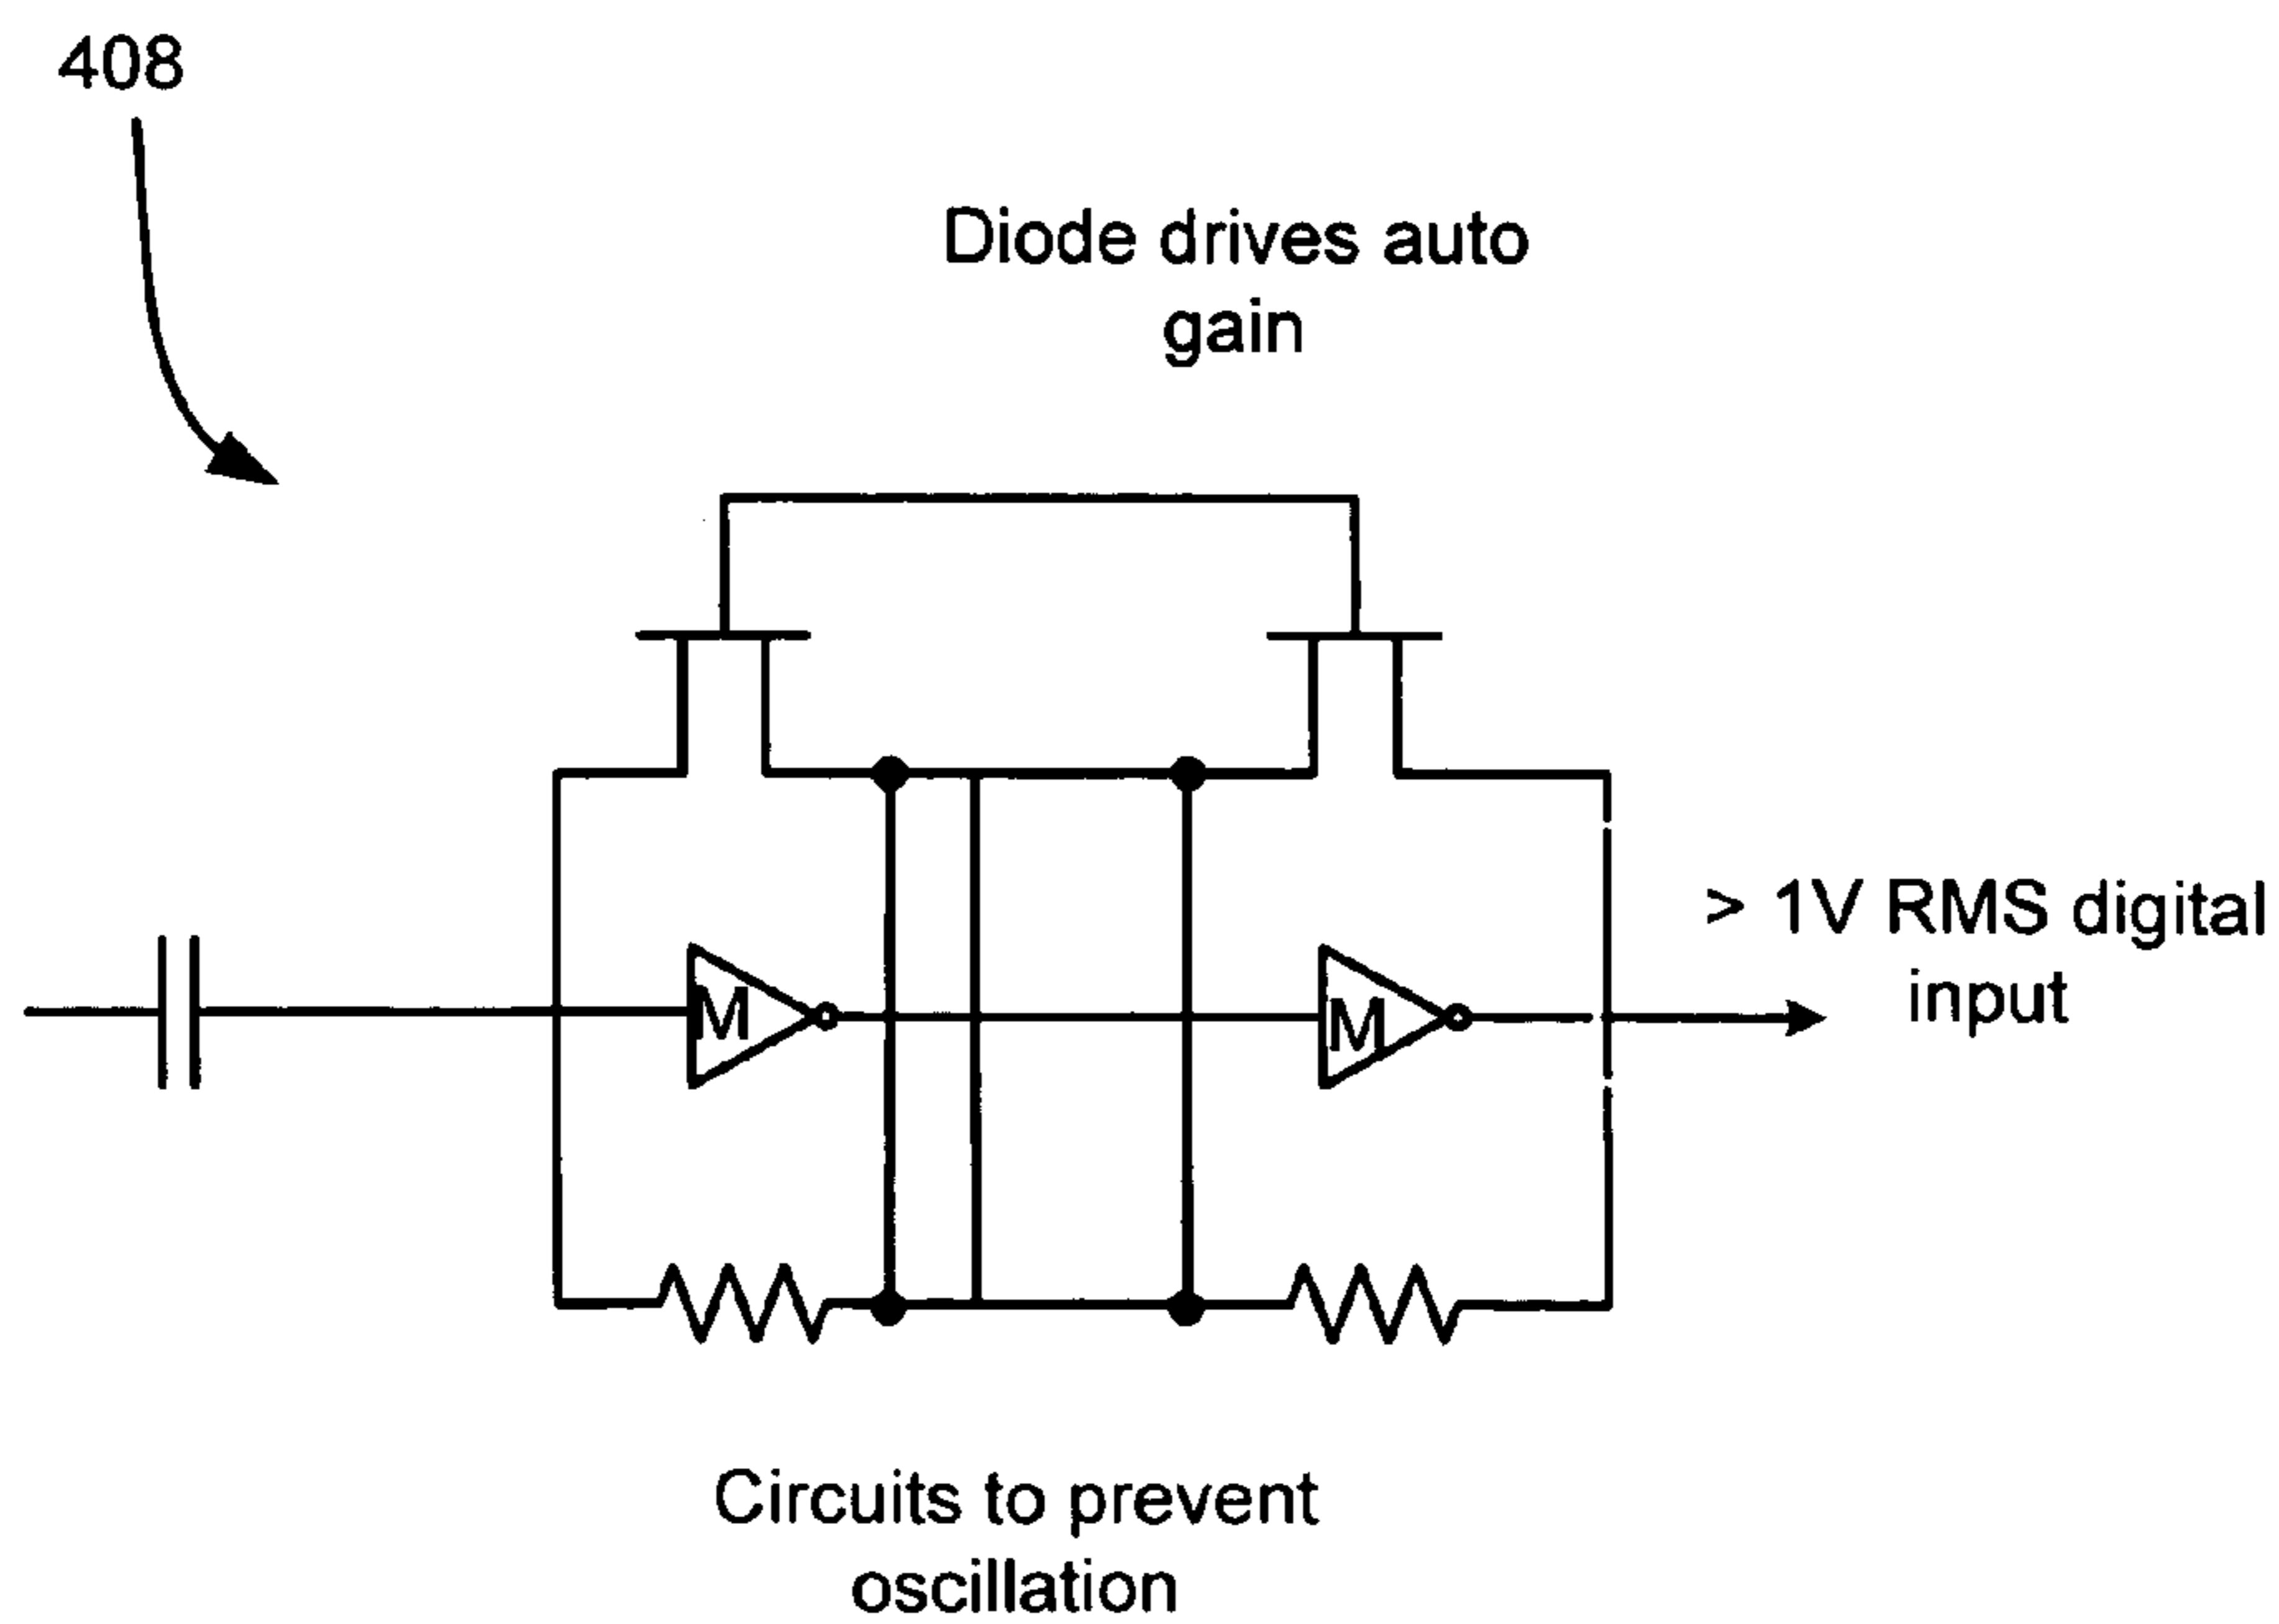 408
Diode drives auto
gain
> 1V RMS digital
input
M
M
Circuits to prevent
oscillation